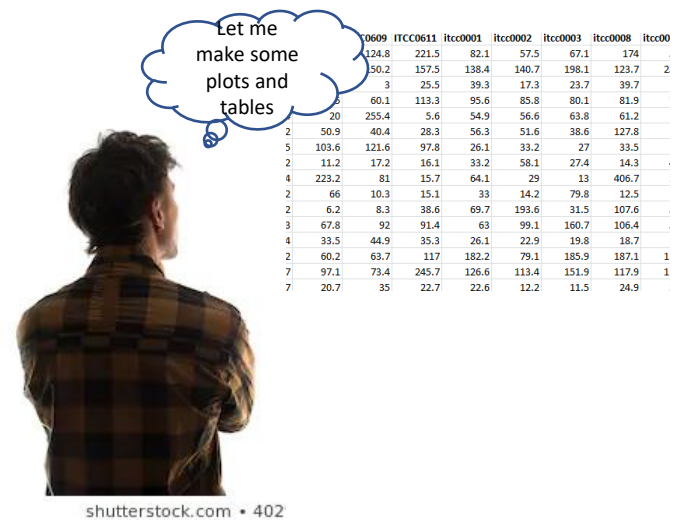 Let me
make some
plots and
tables
C0609 ITCC0611 itcc0001 itcc0002 itcc0003 itcc0008 itcc00
124.8 221.5 82.1 57.5 67.1 174
150.2 157.5 138.4 140.7 198.1 123.7
3 25.5 39.3 17.3 23.7 39.7
60.1 113.3 95.6 85.8 80.1 81.9
20 255.4 5.6 54.9 56.6 63.8 61.2
2 50.9 40.4 28.3 56.3 51.6 38.6 127.8
5 103.6 121.6 97.8 26.1 33.2 27 33.5
2 11.2 17.2 16.1 33.2 58.1 27.4 14.3
4 223.2 81 15.7 64.1 29 13 406.7
2 66 10.3 15.1 33 14.2 79.8 12.5
2 6.2 8.3 38.6 69.7 193.6 31.5 107.6
3 67.8 92 91.4 63 99.1 160.7 106.4
4 33.5 44.9 35.3 26.1 22.9 19.8 18.7
2 60.2 63.7 117 182.2 79.1 185.9 187.1 1
7 97.1 73.4 245.7 126.6 113.4 151.9 117.9 1
7 20.7 35 22.7 22.6 12.2 11.5 24.9
shutterstock.com • 402